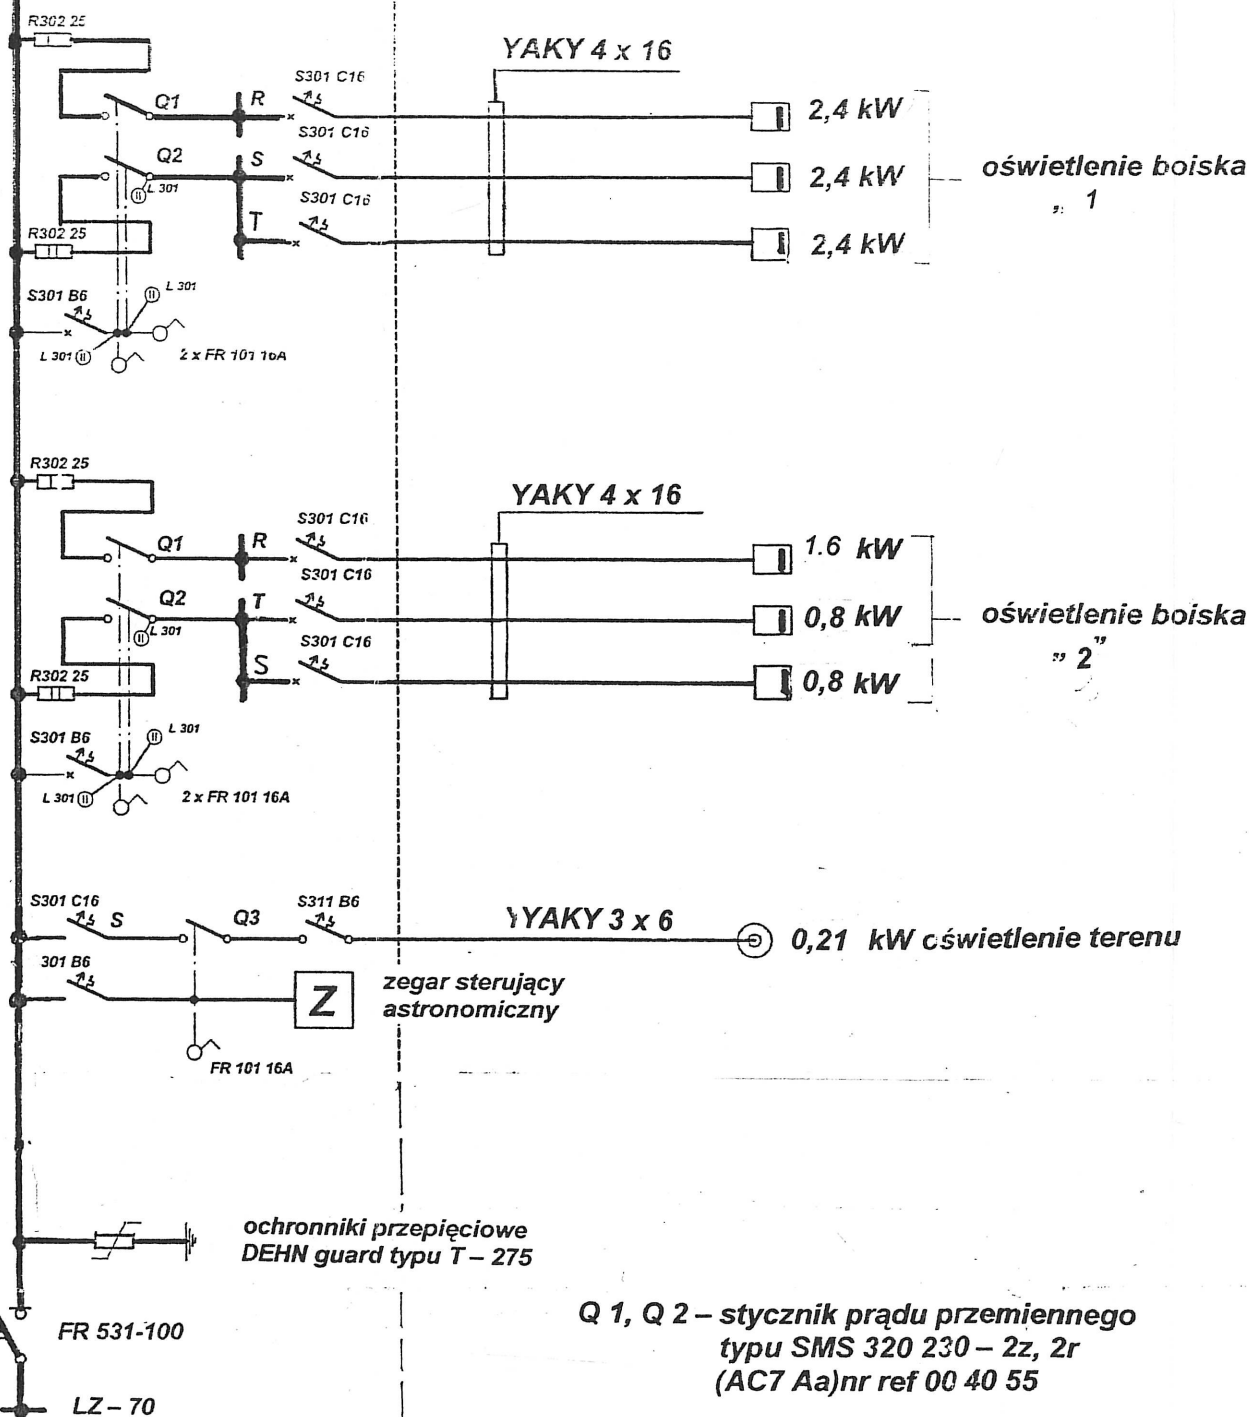 R302 25
YAKY 4 x 16
S301 C16
Q1
R
2,4 kW
S301 C16
Q2
S
2,4 kW
oświetlenie boiska
„ 1
L 301
S301 C16
T
R302 25
2,4 kW
S301 B6
L 301
L 301
2 x FR 101 16A
R302 25
YAKY 4 x 16
S301 C16
Q1
R
1.6 kW
S301 C16
Q2
T
0,8 kW
oświetlenie boiska
„ 2”
L 301
S301 C16
S
R302 25
0,8 kW
S301 B6
L 301
L 301
2 x FR 101 16A
S301 C16
S
Q3
S311 B6
YAKY 3 x 6
0,21 kW oświetlenie terenu
301 B6
Z
zegar sterujący
astronomiczny
FR 101 16A
ochronniki przepięciowe
DEHN guard typu T – 275
FR 531-100
LZ – 70
Q 1, Q 2 – stycznik prądu przemiennego
typu SMS 320 230 – 2z, 2r
(AC7 Aa)nr ref 00 40 55